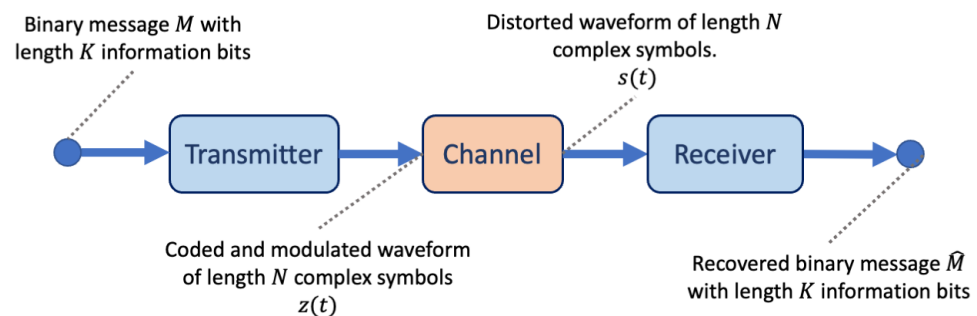 Binary message M with
length K information bits
Distorted waveform of length N
complex symbols.
s(t)
Transmitter
Channel
Receiver
Coded and modulated waveform
of length N complex symbols
z(t)
Recovered binary message M̂
with length K information bits